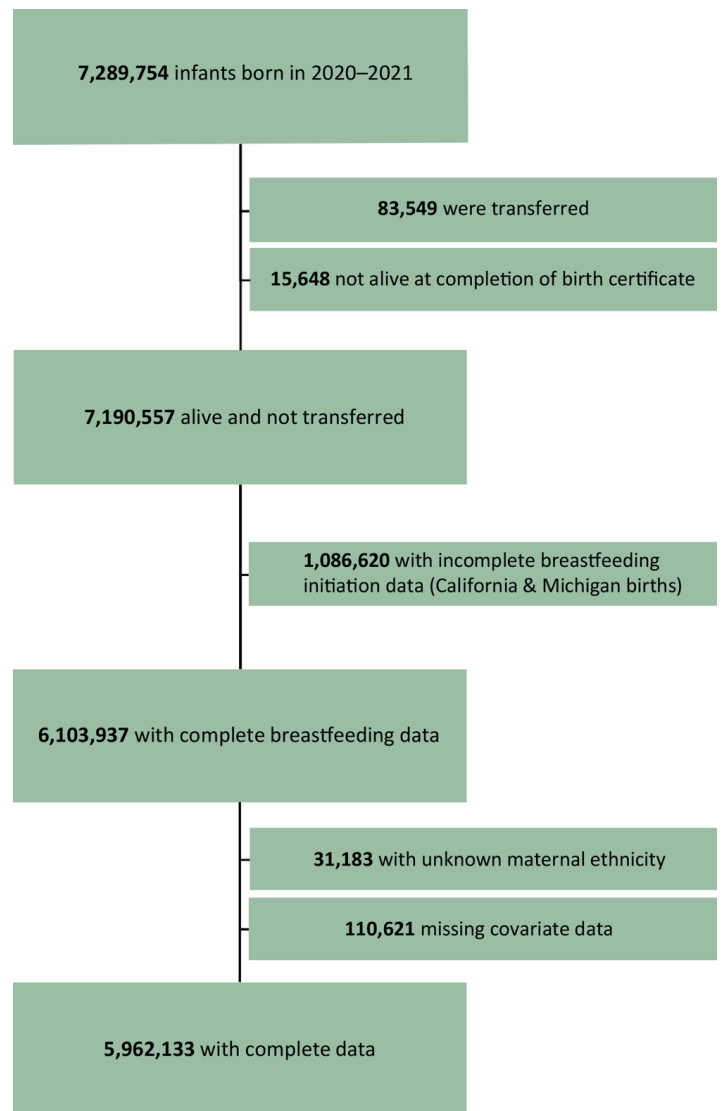 7,289,754 infants born in 2020–2021
83,549 were transferred
15,648 not alive at completion of birth certificate
7,190,557 alive and not transferred
1,086,620 with incomplete breastfeeding
initiation data (California & Michigan births)
6,103,937 with complete breastfeeding data
31,183 with unknown maternal ethnicity
110,621 missing covariate data
5,962,133 with complete data